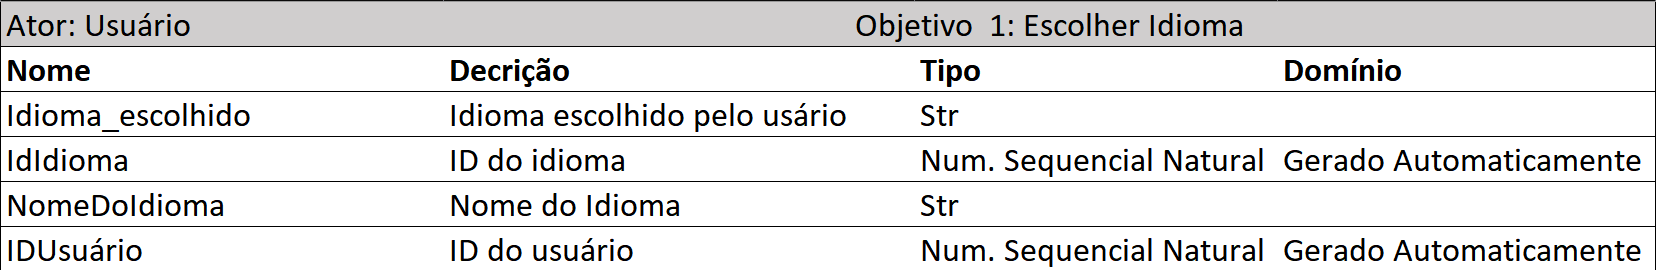 Ator: Usuário Objetivo 1: Escolher Idioma
Nome Decrição Tipo Domínio
Idioma_escolhido Idioma escolhido pelo usário Str
IdIdioma ID do idioma Num. Sequencial Natural Gerado Automaticamente
NomeDoIdioma Nome do Idioma Str
IDUsuário ID do usuário Num. Sequencial Natural Gerado Automaticamente